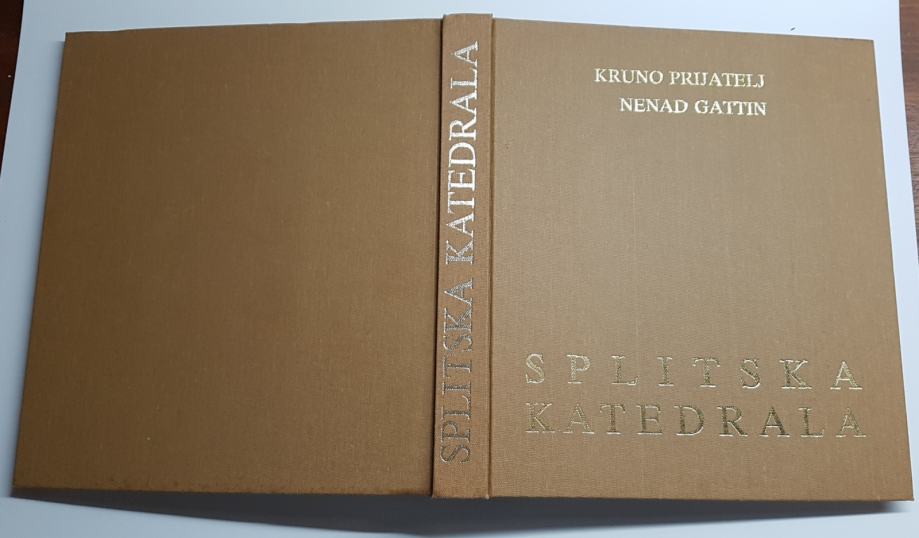 SPLITSKA KATEDRALA
KRUNO PRIJATELJ
NENAD GATTIN
SPLITSKA
KATEDRALA